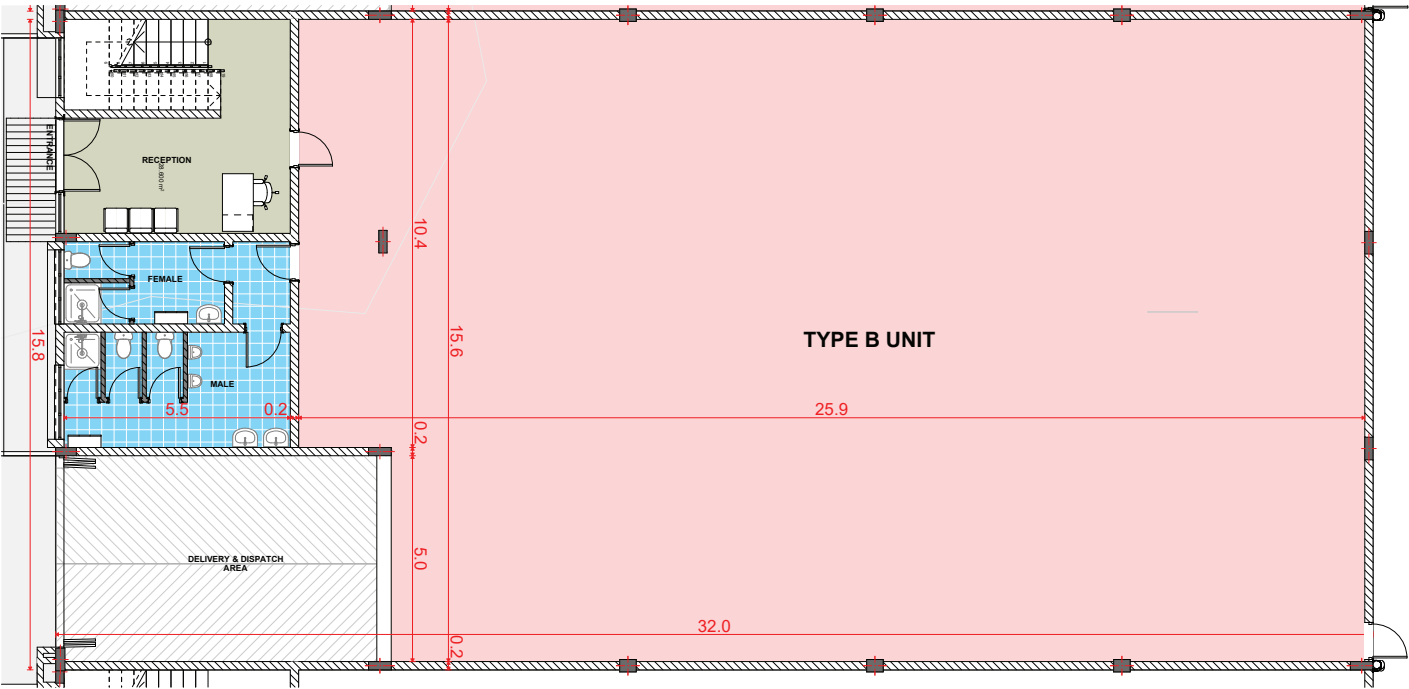 ENTRANCE
RECEPTION
FEMALE
10.4
15.8
15.6
TYPE B UNIT
MALE
5.5
0.2
25.9
0.2
DELIVERY & DISPATCH
AREA
5.0
32.0
0.2